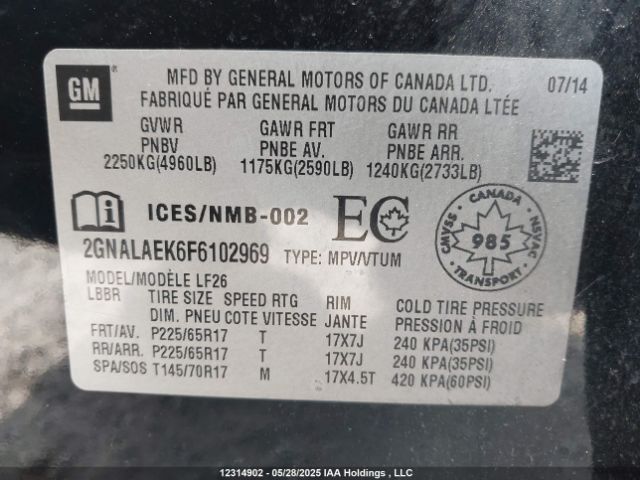 GM
MFD BY GENERAL MOTORS OF CANADA LTD. 07/14
FABRIQUÉ PAR GENERAL MOTORS DU CANADA LTÉE
GVWR GAWR FRT GAWR RR
PNBV PNBE AV. PNBE ARR.
2250KG(4960LB) 1175KG(2590LB) 1240KG(2733LB)
ICES/NMB-002 EC
CANADA
CMVSS 985 NSVAC
TRANSPORT
2GNALAEK6F6102969 TYPE: MPV/VTUM
MODEL/MODÈLE LF26
LBBR TIRE SIZE SPEED RTG RIM COLD TIRE PRESSURE
DIM. PNEU COTE VITESSE JANTE PRESSION À FROID
FRT/AV. P225/65R17 T 17X7J 240 KPA(35PSI)
RR/ARR. P225/65R17 T 17X7J 240 KPA(35PSI)
SPA/SOS T145/70R17 M 17X4.5T 420 KPA(60PSI)
12314902 - 05/28/2025 IAA Holdings , LLC